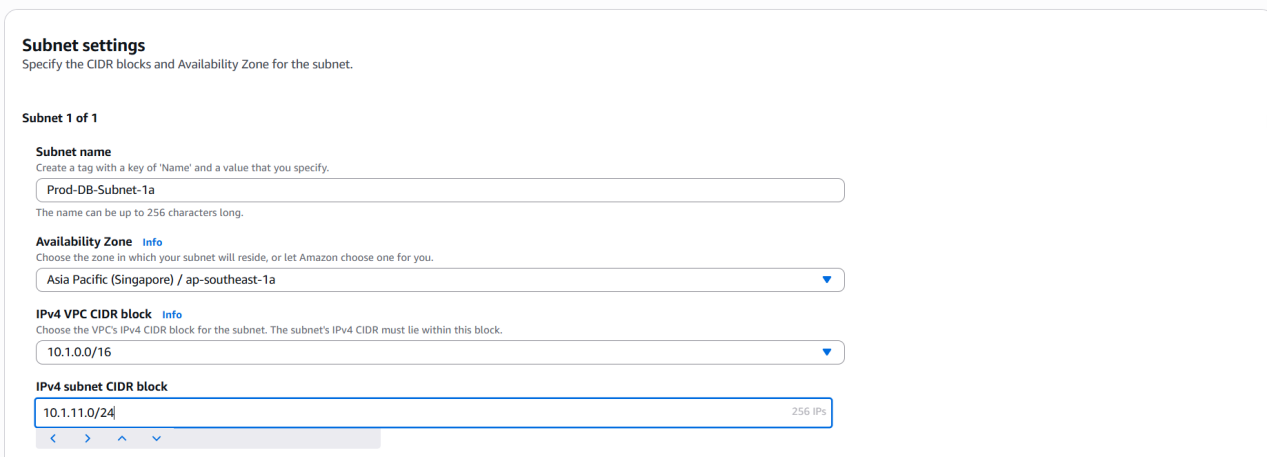 Subnet settings
Specify the CIDR blocks and Availability Zone for the subnet.
Subnet 1 of 1
Subnet name
Create a tag with a key of 'Name' and a value that you specify.
Prod-DB-Subnet-1a
The name can be up to 256 characters long.
Availability Zone Info
Choose the zone in which your subnet will reside, or let Amazon choose one for you.
Asia Pacific (Singapore) / ap-southeast-1a
IPv4 VPC CIDR block Info
Choose the VPC's IPv4 CIDR block for the subnet. The subnet's IPv4 CIDR must lie within this block.
10.1.0.0/16
IPv4 subnet CIDR block
10.1.11.0/24 256 IPs